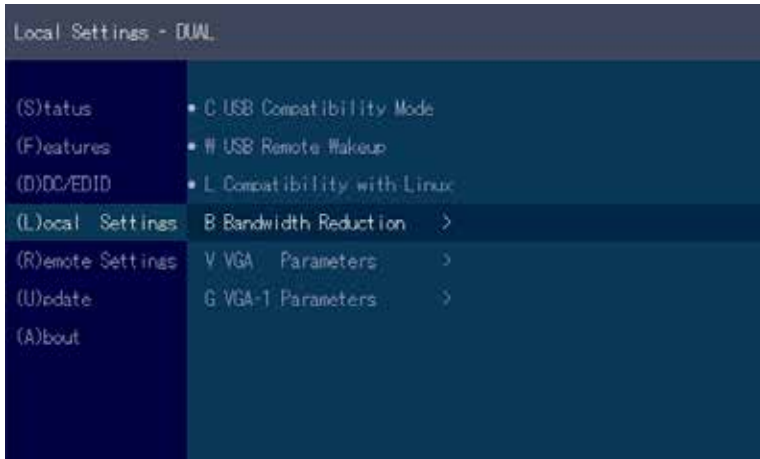 Local Settings - DUAL
(S)tatus
(F)eatures
(D)DC/EDID
(L)ocal Settings
(R)emote Settings
(U)pdate
(A)bout
• C USB Compatibility Mode
• W USB Remote Wakeup
• L Compatibility with Linux
B Bandwidth Reduction >
V VGA Parameters >
G VGA-1 Parameters >